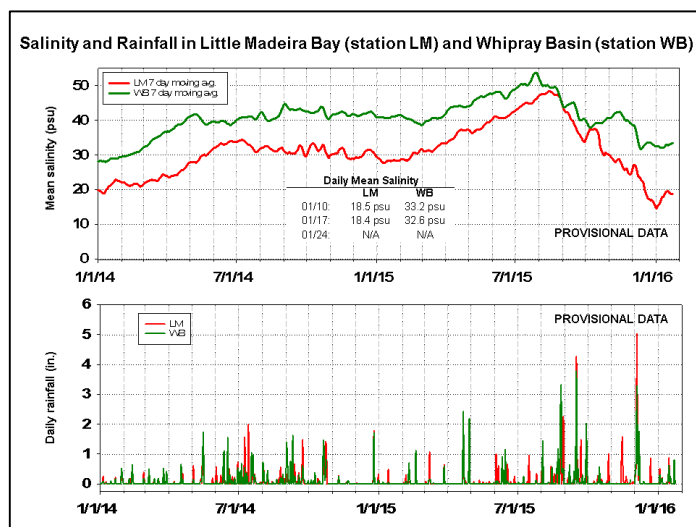 Salinity and Rainfall in Little Madeira Bay (station LM) and Whipray Basin (station WB)
LM 7 day moving avg.
WB 7 day moving avg.
Mean salinity (psu)
50
40
30
20
10
0
Daily Mean Salinity
LM WB
01/10: 18.5 psu 33.2 psu
01/17: 18.4 psu 32.6 psu
01/24: N/A N/A
PROVISIONAL DATA
1/1/14 7/1/14 1/1/15 7/1/15 1/1/16
Daily rainfall (in.)
6
5
4
3
2
1
0
LM
WB
PROVISIONAL DATA
1/1/14 7/1/14 1/1/15 7/1/15 1/1/16